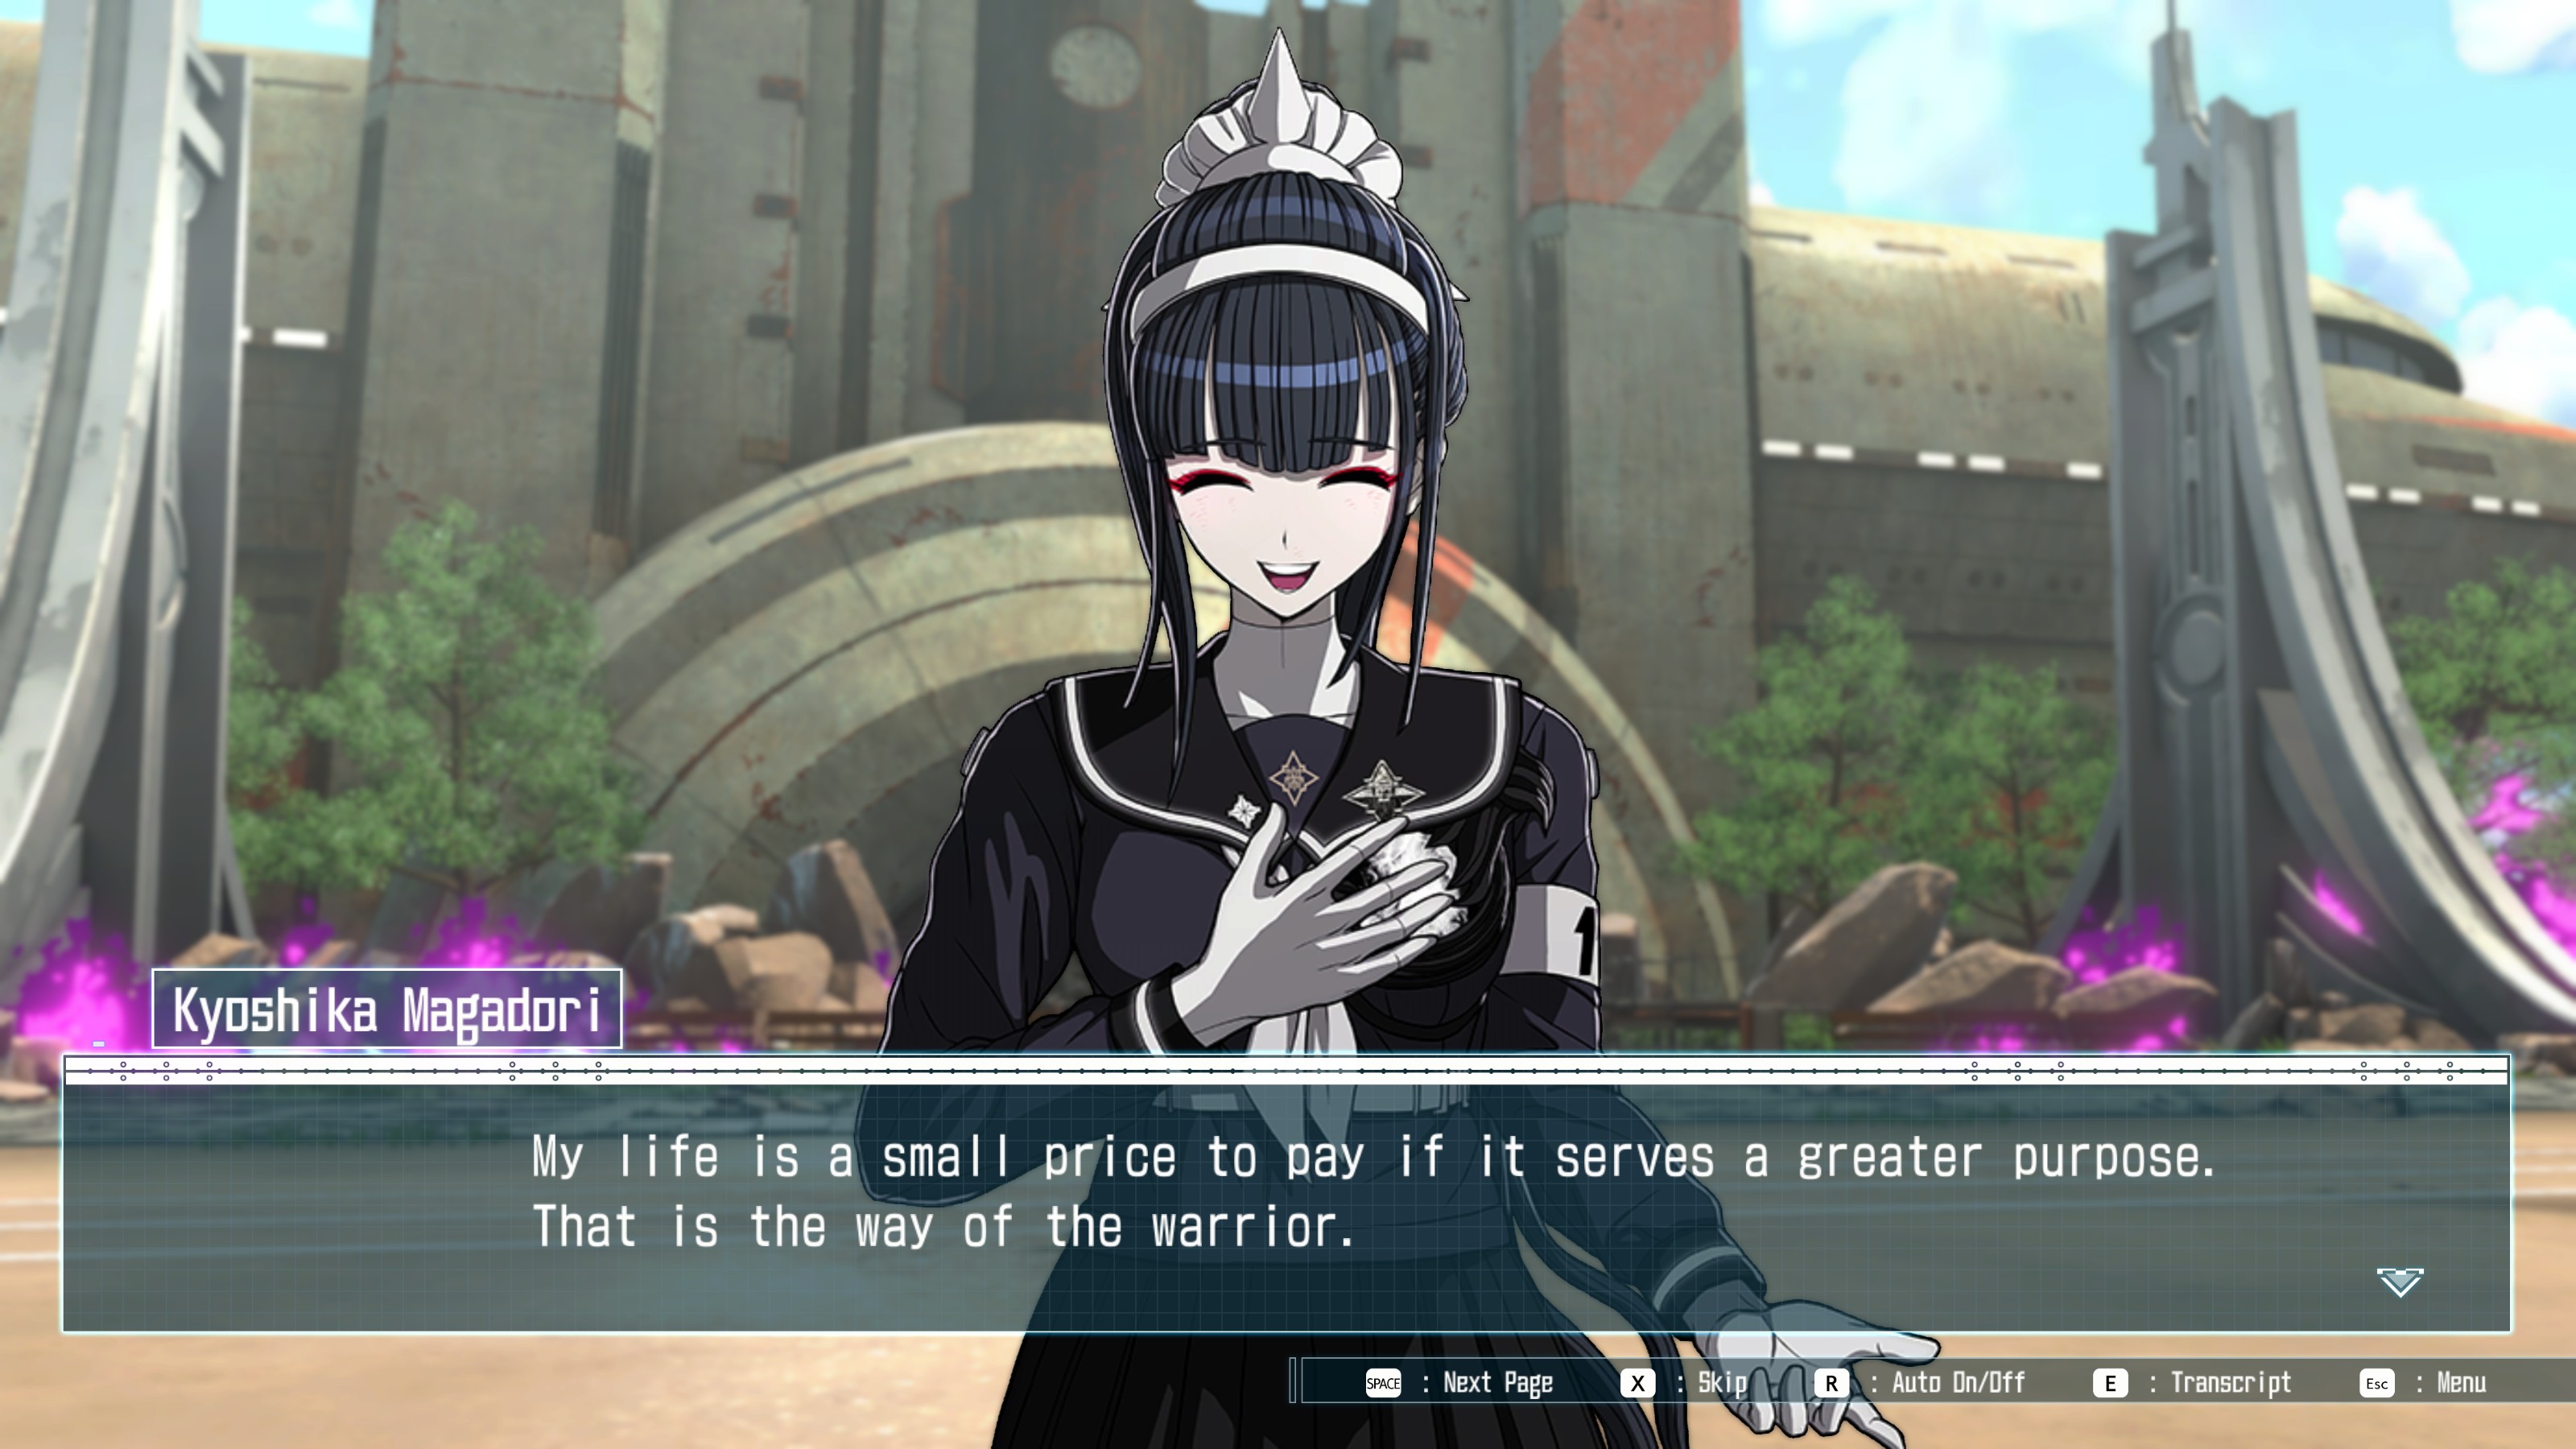 1
Kyoshika Magadori
My life is a small price to pay if it serves a greater purpose.
That is the way of the warrior.
SPACE : Next Page X : Skip R : Auto On/Off E : Transcript Esc : Menu